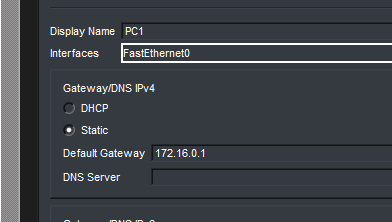 Display Name PC1
Interfaces FastEthernet0
Gateway/DNS IPv4
DHCP
Static
Default Gateway 172.16.0.1
DNS Server